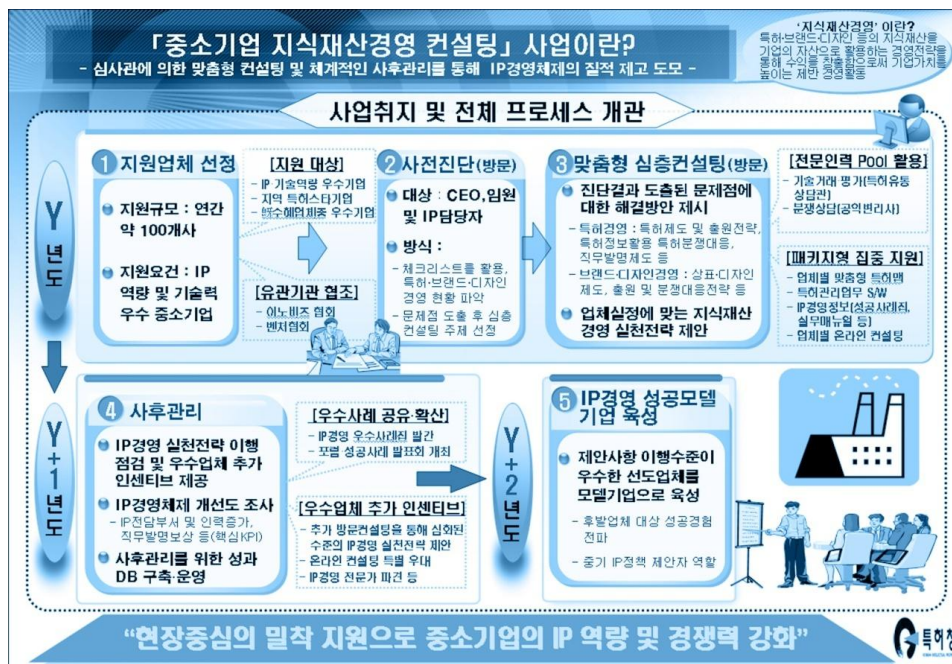 「중소기업 지식재산경영 컨설팅」 사업이란?
- 심사관에 의한 맞춤형 컨설팅 및 체계적인 사후관리를 통해 IP경영체제의 질적 제고 도모 -
'지식재산경영' 이란?
특허·브랜드·디자인 등의 지식재산을
기업의 자산으로 활용하는 경영전략을
통해 수익을 창출함으로써 기업가치를
높이는 제반 경영활동
사업취지 및 전체 프로세스 개관
Y년도
1 지원업체 선정
지원규모 : 연간
약 100개사
지원요건 : IP
역량 및 기술력
우수 중소기업
[지원 대상]
- IP·기술역량 우수기업
- 지역 특허스타기업
- 旣수혜업체중 우수기업
[유관기관 협조]
- 이노비즈 협회
- 벤처협회
2 사전진단(방문)
대상 : CEO,임원
및 IP담당자
방식 :
- 체크리스트를 활용,
특허·브랜드·디자인
경영 현황 파악
- 문제점 도출 후 심층
컨설팅 주제 선정
3 맞춤형 심층컨설팅(방문)
진단결과 도출된 문제점에
대한 해결방안 제시
- 특허경영 : 특허제도 및 출원전략,
특허정보활용 특허분쟁대응,
직무발명제도 등
- 브랜드·디자인경영 : 상표·디자인
제도, 출원 및 분쟁대응전략 등
업체실정에 맞는 지식재산
경영 실천전략 제안
[전문인력 Pool 활용]
- 기술거래 평가(특허유통
상담관)
- 분쟁상담(공익변리사)
[패키지형 집중 지원]
- 업체별 맞춤형 특허맵
- 특허관리업무 S/W
- IP경영정보(성공사례집,
실무매뉴얼 등)
- 업체별 온라인 컨설팅
Y+1년도
4 사후관리
IP경영 실천전략 이행
점검 및 우수업체 추가
인센티브 제공
IP경영체제 개선도 조사
- IP전담부서 및 인력증가,
직무발명보상 등(핵심KPI)
사후관리를 위한 성과
DB 구축·운영
[우수사례 공유·확산]
- IP경영 우수사례집 발간
- 포럼 성공사례 발표회 개최
[우수업체 추가 인센티브]
- 추가 방문컨설팅을 통해 심화된
수준의 IP경영 실천전략 제안
- 온라인 컨설팅 특별 우대
- IP경영 전문가 파견 등
Y+2년도
5 IP경영 성공모델
기업 육성
제안사항 이행수준이
우수한 선도업체를
모델기업으로 육성
- 후발업체 대상 성공경험
전파
- 중기 IP정책 제안자 역할
"현장중심의 밀착 지원으로 중소기업의 IP 역량 및 경쟁력 강화"
특허청